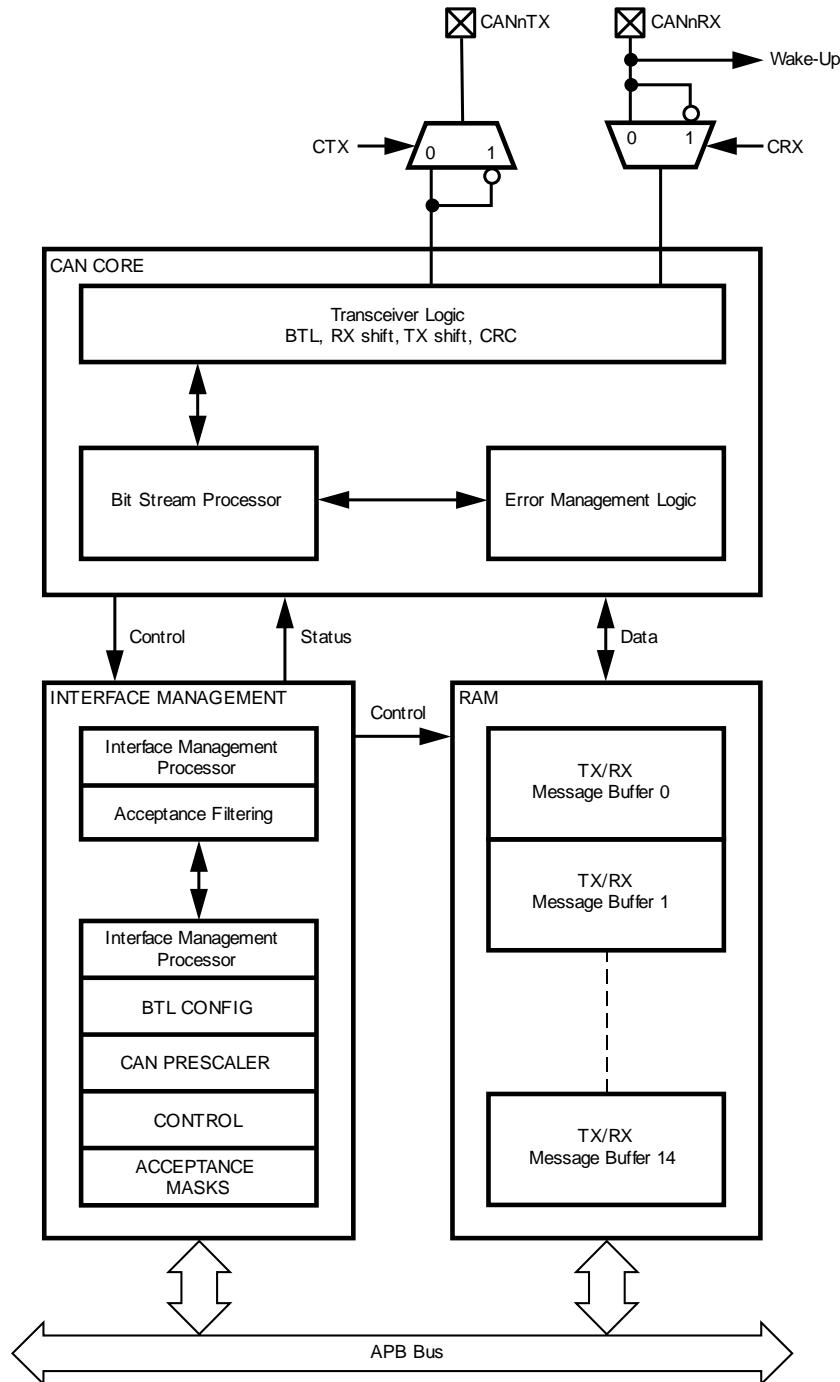 CANnTX
CANnRX
Wake-Up
CTX
0
1
0
1
CRX
CAN CORE
Transceiver Logic
BTL, RX shift, TX shift, CRC
Bit Stream Processor
Error Management Logic
Control
Status
Data
INTERFACE MANAGEMENT
Control
RAM
Interface Management
Processor
Acceptance Filtering
TX/RX
Message Buffer 0
TX/RX
Message Buffer 1
Interface Management
Processor
BTL CONFIG
CAN PRESCALER
CONTROL
ACCEPTANCE
MASKS
TX/RX
Message Buffer 14
APB Bus